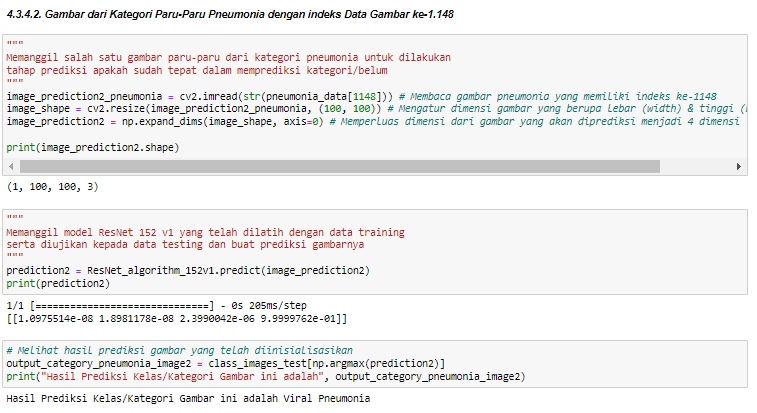 4.3.4.2. Gambar dari Kategori Paru-Paru Pneumonia dengan indeks Data Gambar ke-1.148
"""
Memanggil salah satu gambar paru-paru dari kategori pneumonia untuk dilakukan
tahap prediksi apakah sudah tepat dalam memprediksi kategori/belum
"""
image_prediction2_pneumonia = cv2.imread(str(pneumonia_data[1148])) # Membaca gambar pneumonia yang memiliki indeks ke-1148
image_shape = cv2.resize(image_prediction2_pneumonia, (100, 100)) # Mengatur dimensi gambar yang berupa Lebar (width) & tinggi (
image_prediction2 = np.expand_dims(image_shape, axis=0) # Memperluas dimensi dari gambar yang akan diprediksi menjadi 4 dimensi
print(image_prediction2.shape)
(1, 100, 100, 3)
"""
Memanggil model ResNet 152 v1 yang telah dilatih dengan data training
serta diujikan kepada data testing dan buat prediksi gambarnya
"""
prediction2 = ResNet_algorithm_152v1.predict(image_prediction2)
print(prediction2)
1/1 [==============================] - 0s 205ms/step
[[1.0975514e-08 1.8981178e-08 2.3990042e-06 9.9999762e-01]]
# Melihat hasil prediksi gambar yang telah diinisialisasikan
output_category_pneumonia_image2 = class_images_test[np.argmax(prediction2)]
print("Hasil Prediksi Kelas/Kategori Gambar ini adalah", output_category_pneumonia_image2)
Hasil Prediksi Kelas/Kategori Gambar ini adalah Viral Pneumonia